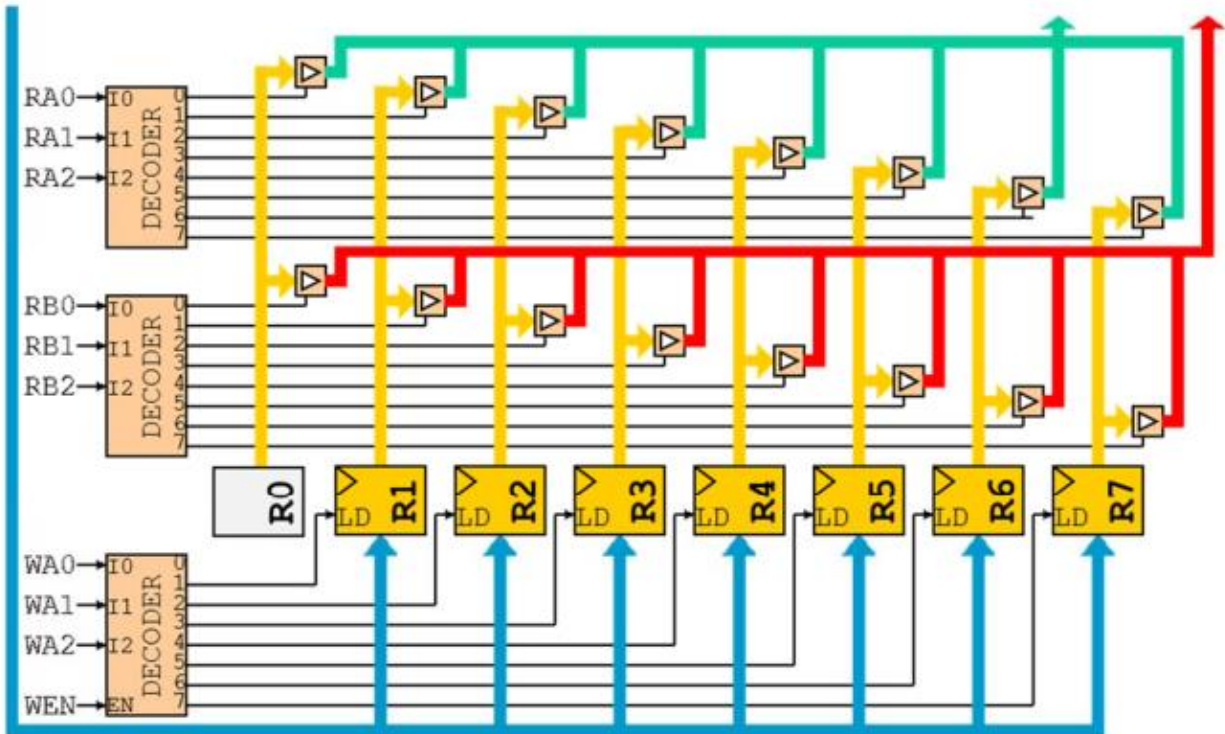 RA0
RA1
RA2
I0
I1
I2
DECODER
0
1
2
3
4
5
6
7
RB0
RB1
RB2
I0
I1
I2
DECODER
0
1
2
3
4
5
6
7
R0
LD R1
LD R2
LD R3
LD R4
LD R5
LD R6
LD R7
WA0
WA1
WA2
WEN
I0
I1
I2
EN
DECODER
0
1
2
3
4
5
6
7